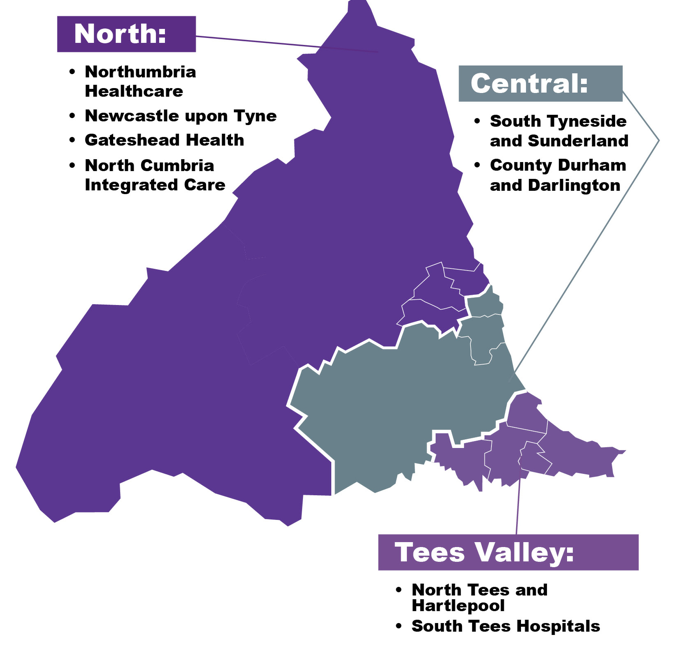 North:
• Northumbria
Healthcare
• Newcastle upon Tyne
• Gateshead Health
• North Cumbria
Integrated Care
Central:
• South Tyneside
and Sunderland
• County Durham
and Darlington
Tees Valley:
• North Tees and
Hartlepool
• South Tees Hospitals